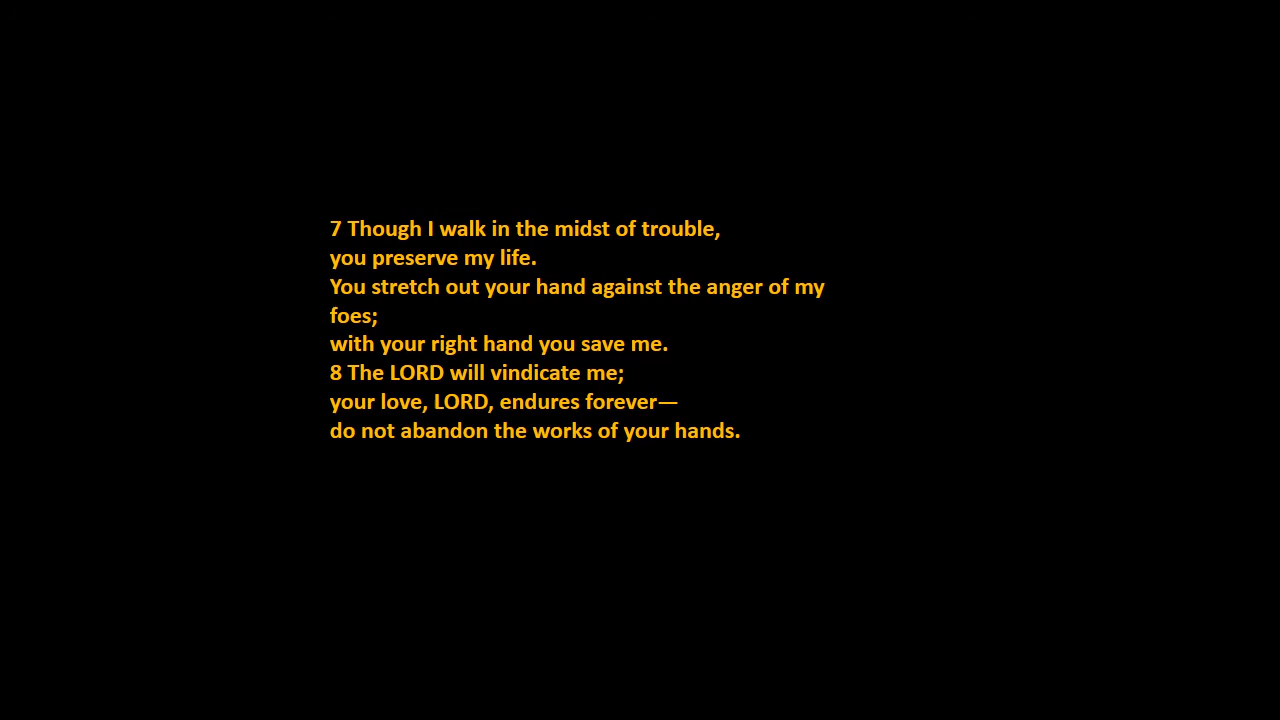 7 Though I walk in the midst of trouble,
you preserve my life.
You stretch out your hand against the anger of my
foes;
with your right hand you save me.
8 The LORD will vindicate me;
your love, LORD, endures forever—
do not abandon the works of your hands.